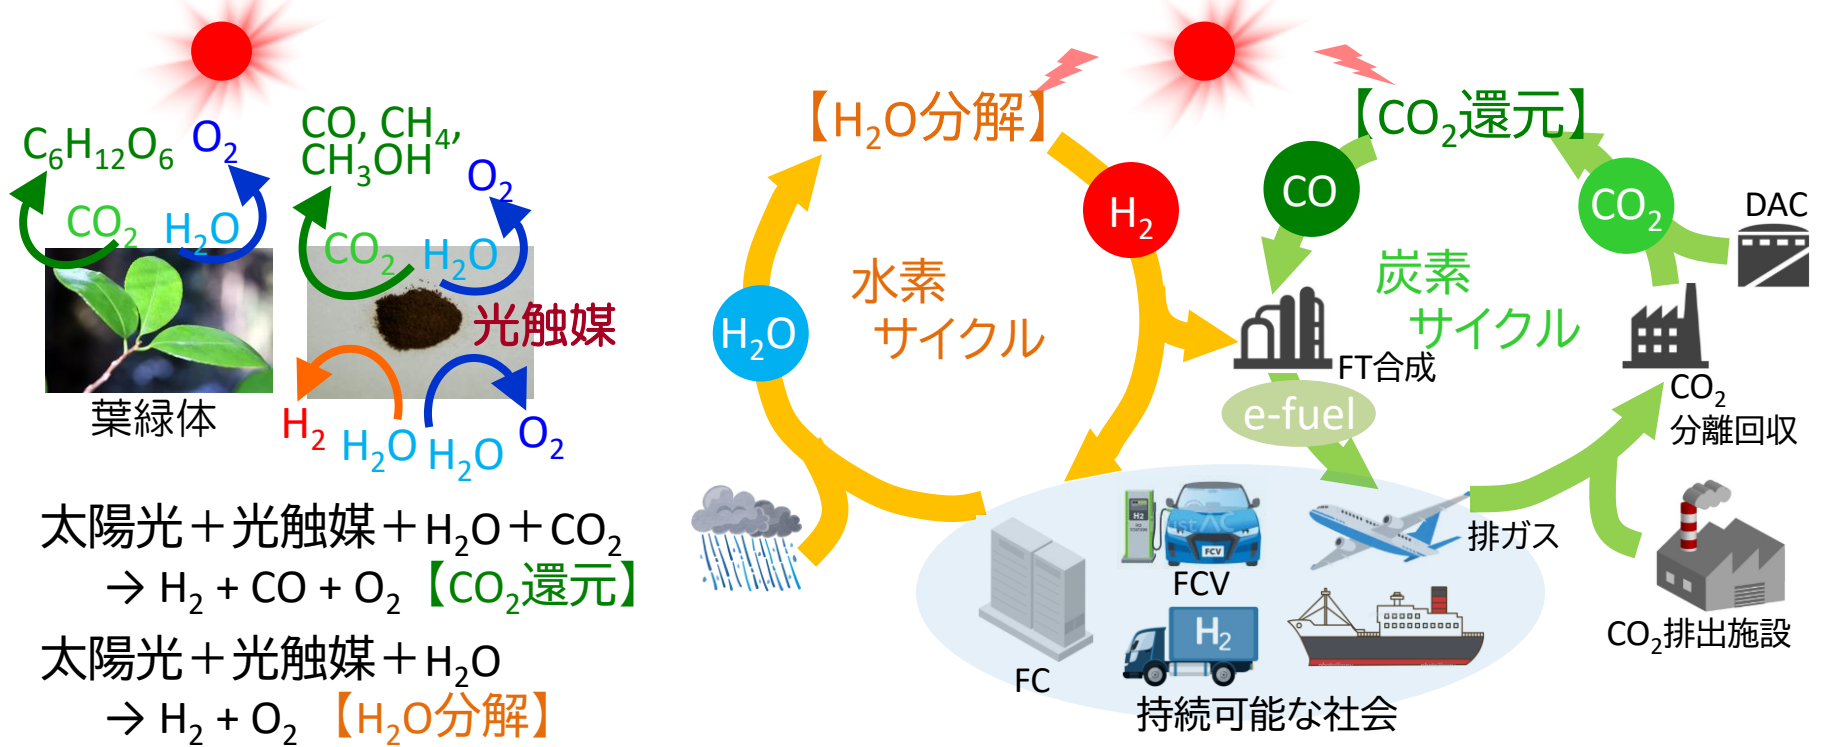 C₆H₁₂O₆
O₂
CO₂
H₂O
葉緑体
CO, CH₄,
CH₃OH
O₂
CO₂
H₂O
光触媒
H₂
H₂O
H₂O
O₂
太陽光＋光触媒＋H₂O＋CO₂
→ H₂ + CO + O₂【CO₂還元】
太陽光＋光触媒＋H₂O
→ H₂ + O₂ 【H₂O分解】
【H₂O分解】
H₂
水素
サイクル
H₂O
【CO₂還元】
CO
CO₂
DAC
炭素
サイクル
FT合成
e-fuel
CO₂
分離回収
排ガス
CO₂排出施設
FC
H2
FCV
FCV
H₂
持続可能な社会